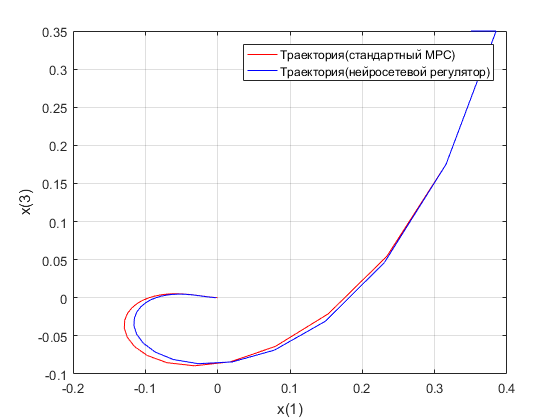 0.35
Траектория(стандартный MPC)
Траектория(нейросетевой регулятор)
0.3
0.25
0.2
0.15
x(3)
0.1
0.05
0
-0.05
-0.1
-0.2 -0.1 0 0.1 0.2 0.3 0.4
x(1)